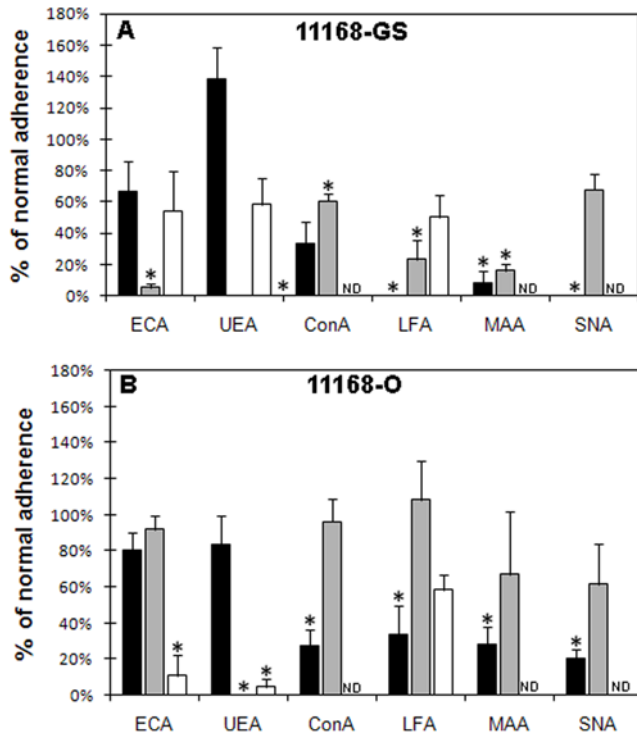 A 11168-GS
% of normal adherence
180%
160%
140%
120%
100%
80%
60%
40%
20%
0%
* * * * * * * *
ND ND ND
ECA UEA ConA LFA MAA SNA
B 11168-O
% of normal adherence
180%
160%
140%
120%
100%
80%
60%
40%
20%
0%
* * * * * * *
ND ND ND
ECA UEA ConA LFA MAA SNA